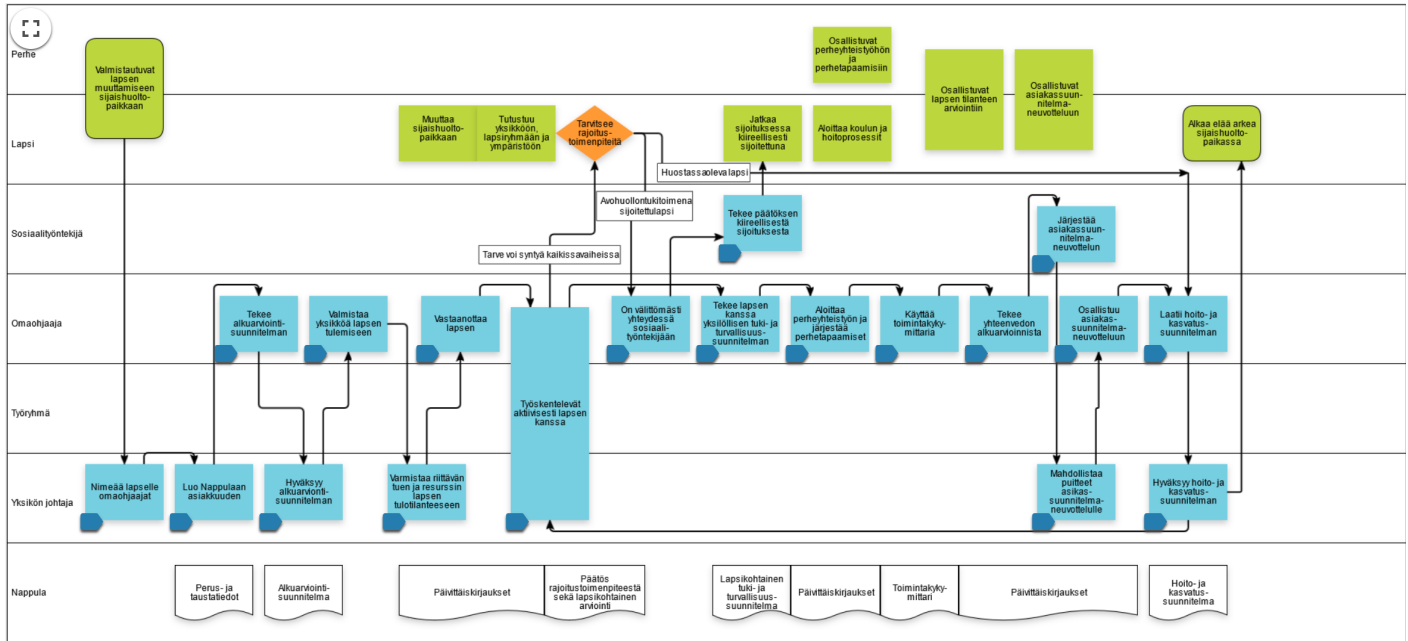 Perhe
Valmistautuvat
lapsen
muuttamiseen
sijaishuolto-
paikkaan
Osallistuvat
perheyhteistyöhön
ja
perhetapaamisiin
Osallistuvat
lapsen tilanteen
arviointiin
Osallistuvat
asiakassuun-
nitelma-
neuvotteluun
Lapsi
Muuttaa
sijaishuolto-
paikkaan
Tutustuu
yksikköön,
lapsiryhmään ja
ympäristöön
Tarvitsee
rajoitus-
toimenpiteitä
Jatkaa
sijoituksessa
kiireellisesti
sijoitettuna
Aloittaa koulun ja
hoitoprosessit
Alkaa elää arkea
sijaishuolto-
paikassa
Huostassaoleva lapsi
Avohuollontukitoimena
sijoitettulapsi
Tarve voi syntyä kaikissavaiheissa
Sosiaalityöntekijä
Tekee päätöksen
kiireellisestä
sijoituksesta
Järjestää
asiakassuun-
nitelma-
neuvottelun
Omaohjaaja
Tekee
alkuarviointi-
suunnitelman
Valmistaa
yksikköä lapsen
tulemiseen
Vastaanottaa
lapsen
On välittömästi
yhteydessä
sosiaali-
työntekijään
Tekee lapsen
kanssa
yksilöllisen tuki- ja
turvallisuus-
suunnitelman
Aloittaa
perheyhteistyön ja
järjestää
perhetapaamiset
Käyttää
toimintakyky-
mittaria
Tekee
yhteenvedon
alkuarvioinnista
Osallistuu
asiakas-
suunnitelma-
neuvotteluun
Laatii hoito- ja
kasvatus-
suunnitelman
Työryhmä
Työskentelevät
aktiivisesti lapsen
kanssa
Yksikön johtaja
Nimeää lapselle
omaohjaajat
Luo Nappulaan
asiakkuuden
Hyväksyy
alkuarvionti-
suunnitelman
Varmistaa riittävän
tuen ja resurssin
lapsen
tulotilanteeseen
Mahdollistaa
puitteet
asikas-
suunnitelma-
neuvottelulle
Hyväksyy hoito- ja
kasvatus-
suunnitelman
Nappula
Perus- ja
taustatiedot
Alkuarviointi-
suunnitelma
Päivittäiskirjaukset
Päätös
rajoitustoimenpiteestä
sekä lapsikohtainen
arviointi
Lapsikohtainen
tuki- ja
turvallisuus-
suunnitelma
Päivittäiskirjaukset
Toimintakyky-
mittari
Päivittäiskirjaukset
Hoito- ja
kasvatus-
suunnitelma